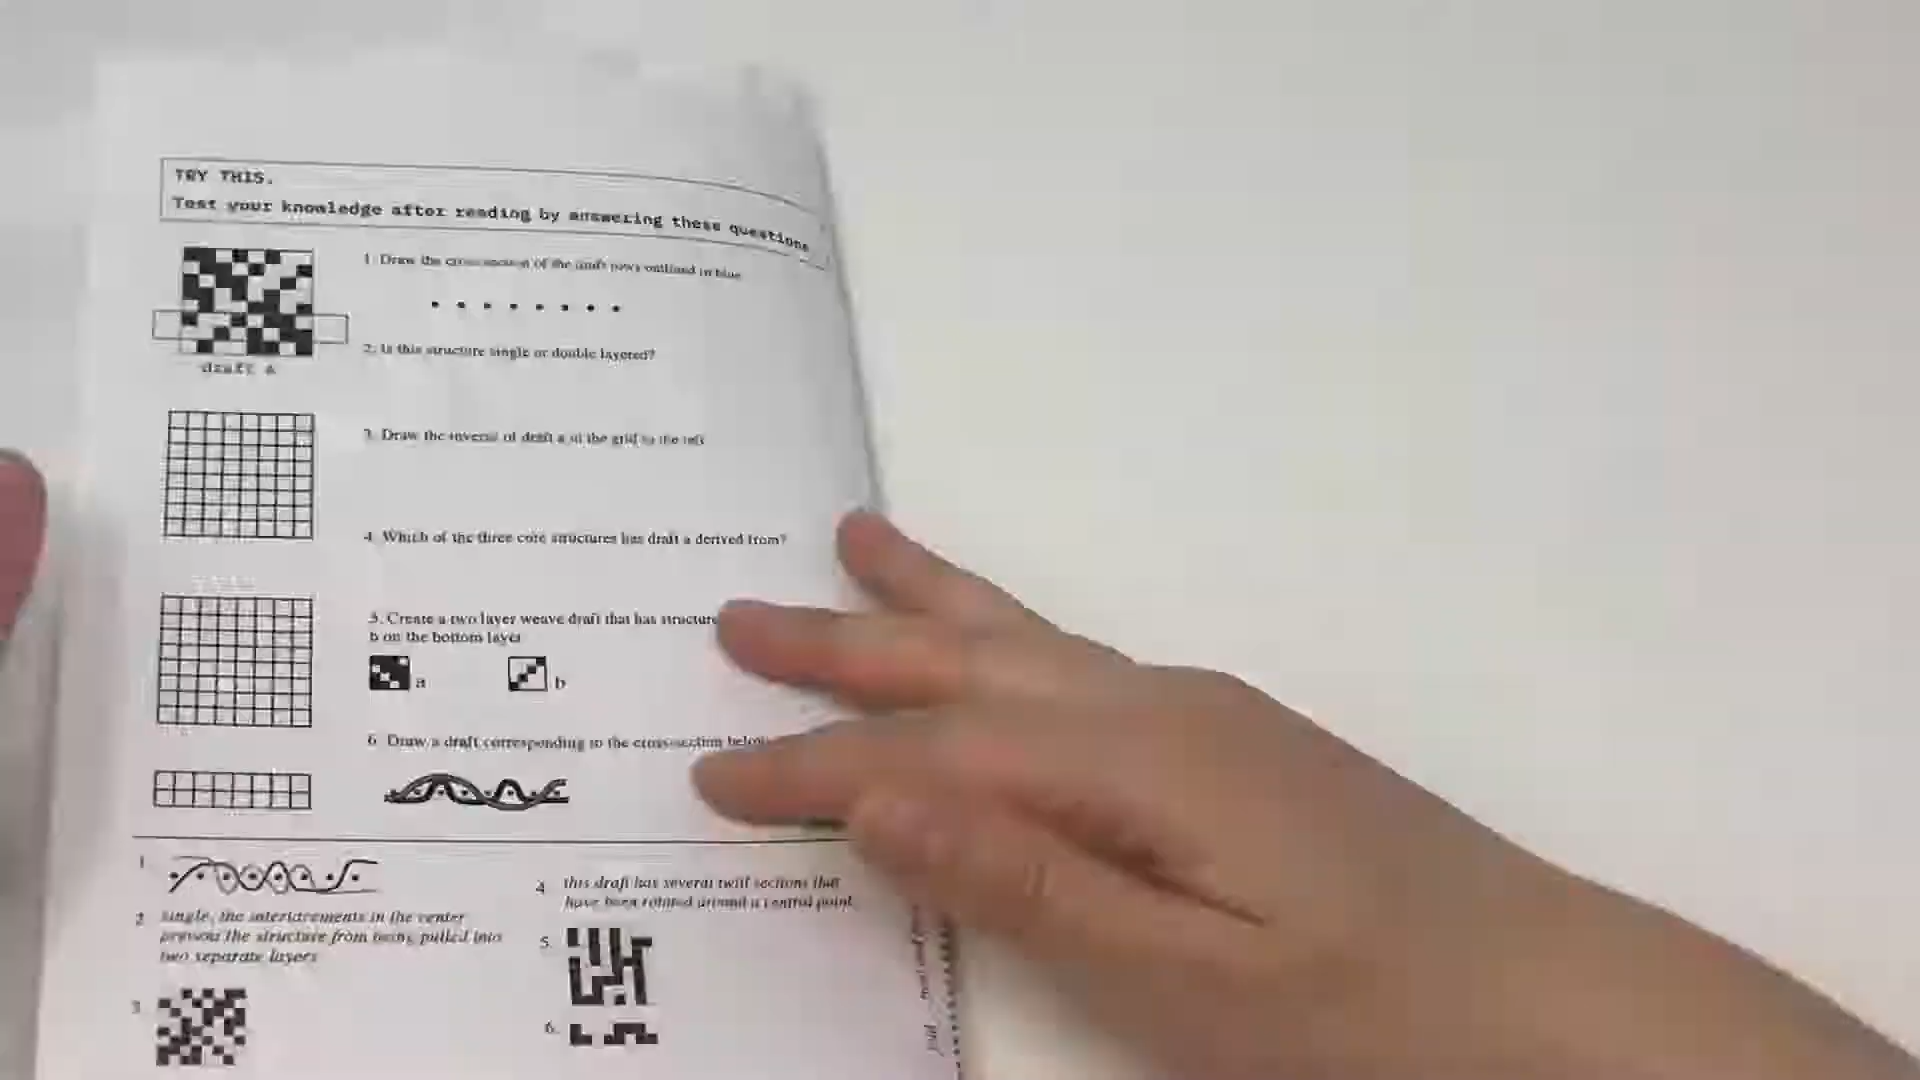 TRY THIS.
Test your knowledge after reading by answering these questions
1. Draw the cross-section of the draft rows outlined in blue
2. Is this structure single or double layered?
draft a
3. Draw the inverse of draft a in the grid to the left
4. Which of the three core structures has draft a derived from?
5. Create a two layer weave draft that has structure
b on the bottom layer
a
b
6. Draw a draft corresponding to the cross-section below
1.
2. single, the interlacements in the center
prevent the structure from being pulled into
two separate layers
3.
4. this draft has several twill sections that
have been rotated around a central point
5.
6.